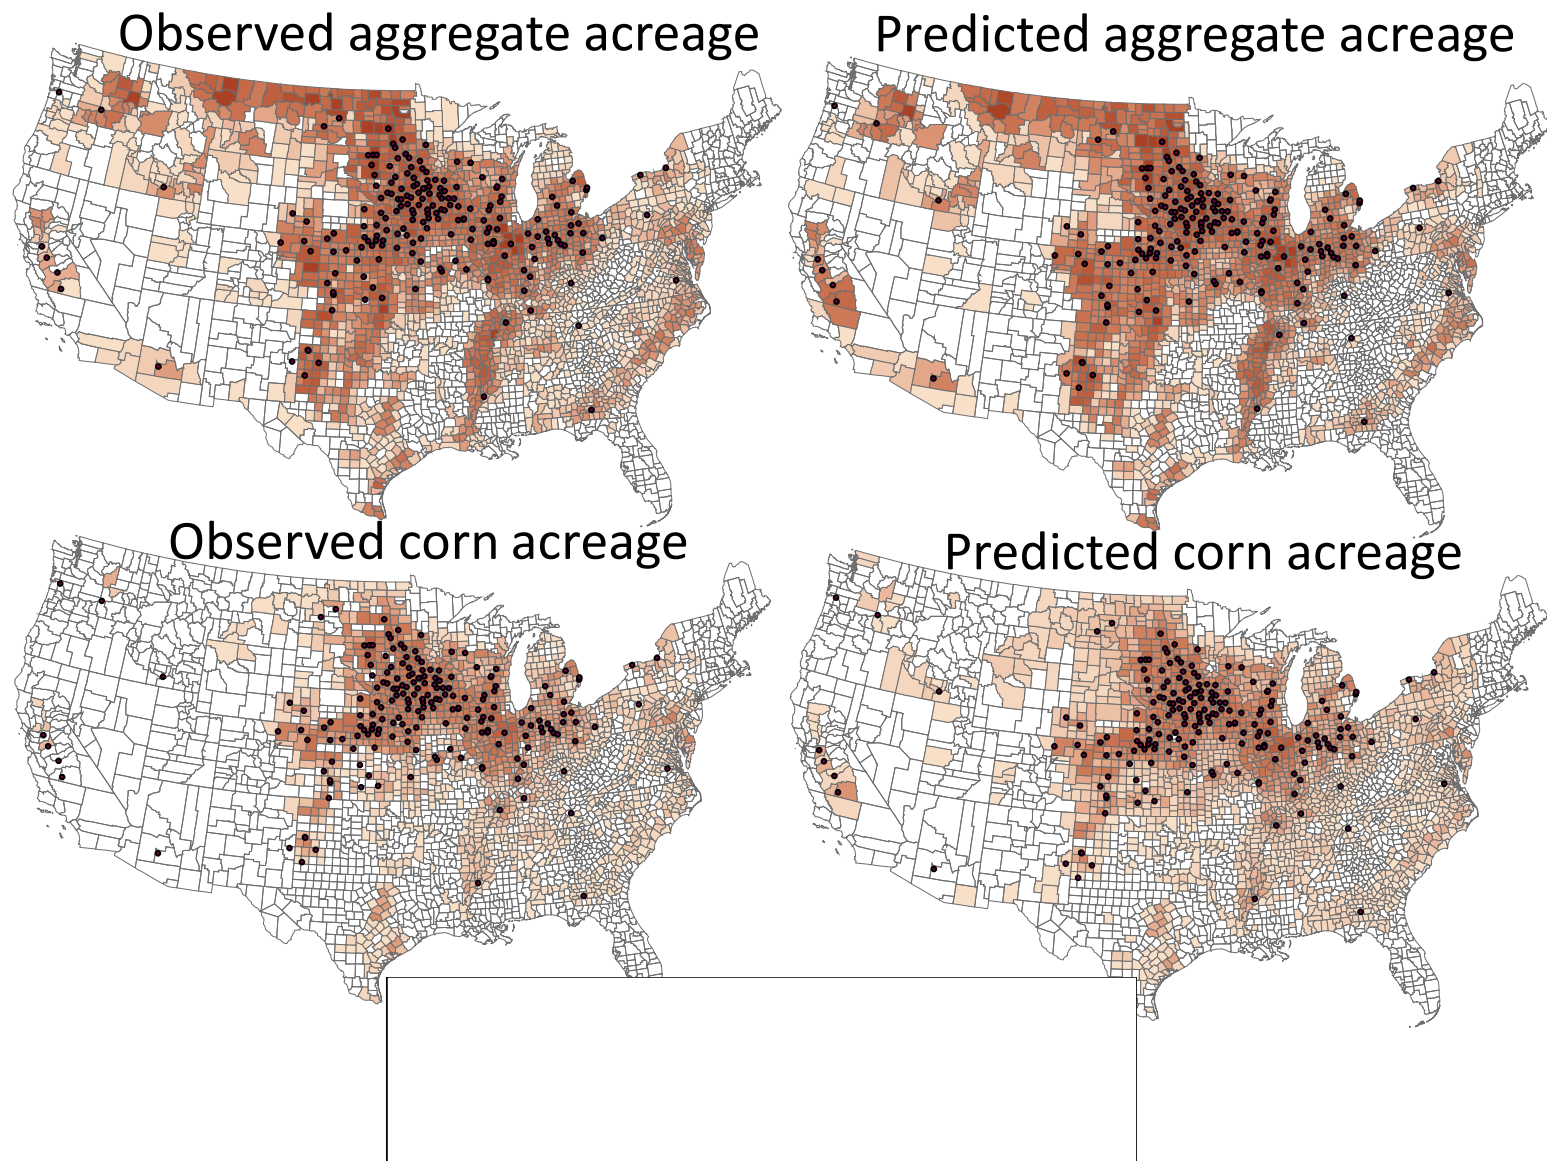 Observed aggregate acreage
Predicted aggregate acreage
Observed corn acreage
Predicted corn acreage